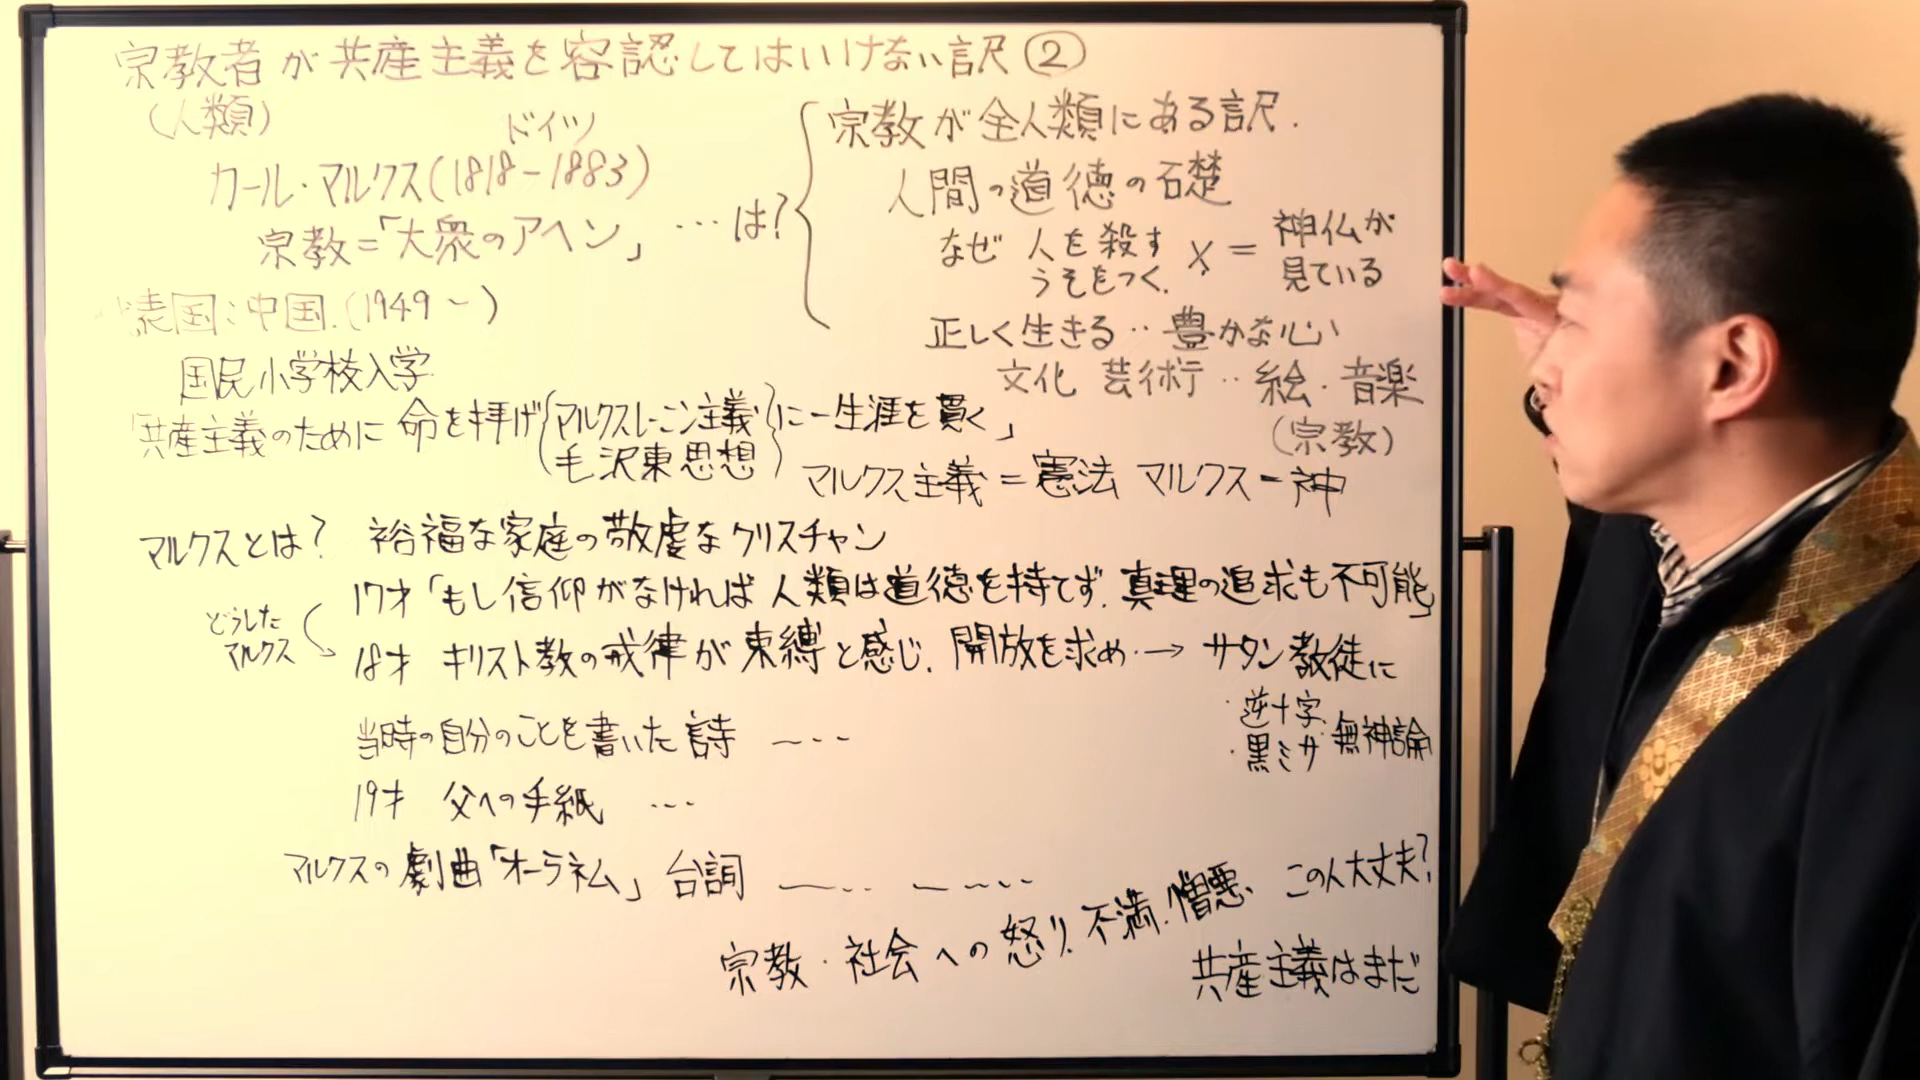 宗教者が共産主義を容認してはいけない訳②
(人類)
ドイツ
カール・マルクス(1818-1883)
宗教=「大衆のアヘン」 …は?
宗教が全人類にある訳.
人間の道徳の石楚
なぜ 人を殺す うそをつく. × = 神仏が見ている
正しく生きる‥豊かな心
文化 芸術‥絵・音楽
(宗教)
代表国:中国.(1949~)
国民小学校入学
「共産主義のために命を捧げ{マルクスレーニン主義 毛沢東思想}に一生涯を貫く」
マルクス主義=憲法 マルクス-神
マルクスとは? 裕福な家庭の敬虔なクリスチャン
17才「もし信仰がなければ人類は道徳を持てず.真理の追求も不可能」
どうした
マルクス
18才 キリスト教の戒律が束縛と感じ.開放を求め‥→サタン教徒に
・逆十字.
・黒ミサ
無神論
当時の自分のことを書いた詩 ~---
19才 父への手紙 ---
マルクスの劇曲「オーラネム」台詞
宗教・社会への怒り.不満.憎悪、この人大丈夫?
共産主義はまだ